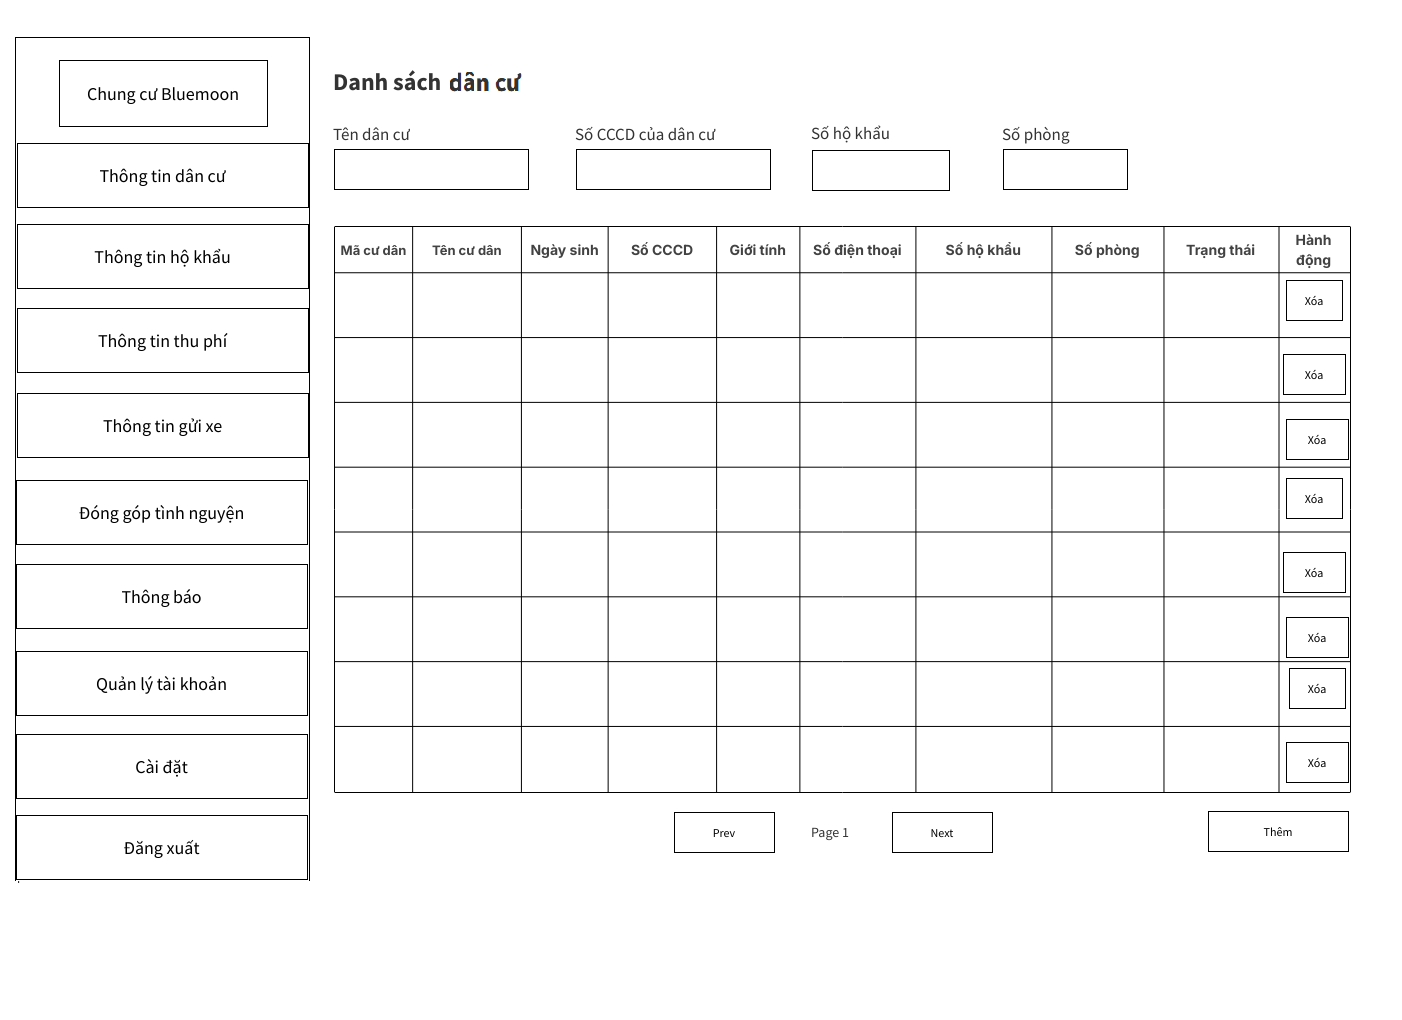 Chung cư Bluemoon
Thông tin dân cư
Thông tin hộ khẩu
Thông tin thu phí
Thông tin gửi xe
Đóng góp tình nguyện
Thông báo
Quản lý tài khoản
Cài đặt
Đăng xuất
Danh sách dân cư
Tên dân cư
Số CCCD của dân cư
Số hộ khẩu
Số phòng
Mã cư dân
Tên cư dân
Ngày sinh
Số CCCD
Giới tính
Số điện thoại
Số hộ khẩu
Số phòng
Trạng thái
Hành
động
Xóa
Xóa
Xóa
Xóa
Xóa
Xóa
Xóa
Xóa
Prev
Page 1
Next
Thêm